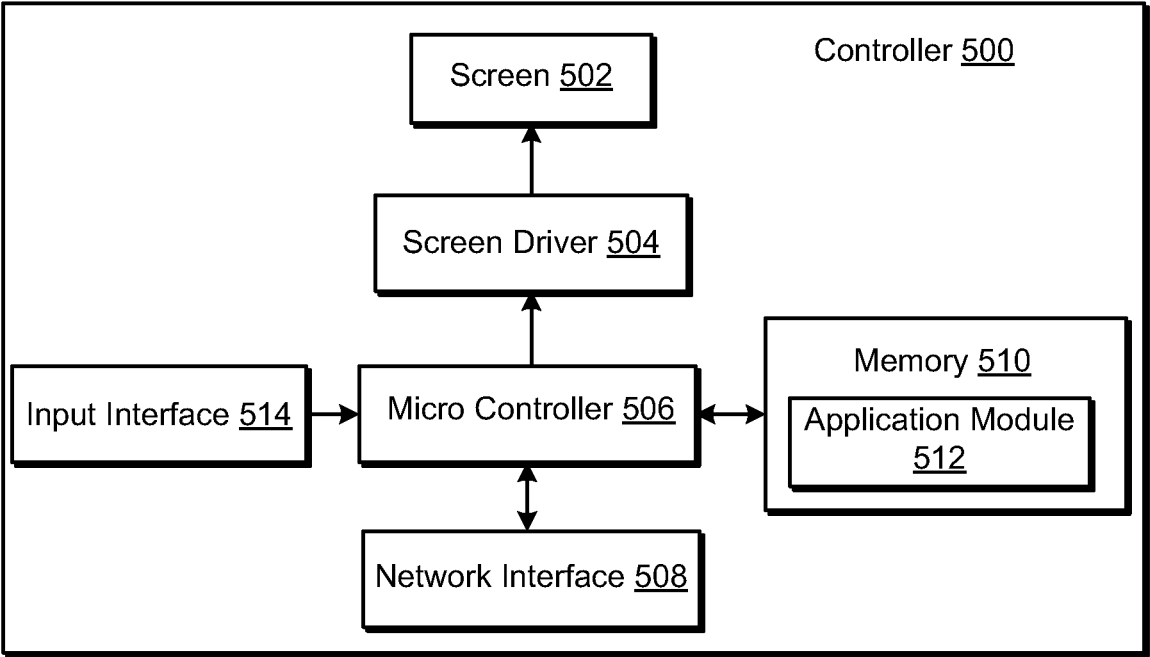 Controller 500
Screen 502
Screen Driver 504
Memory 510
Input Interface 514
Micro Controller 506
Application Module
512
Network Interface 508